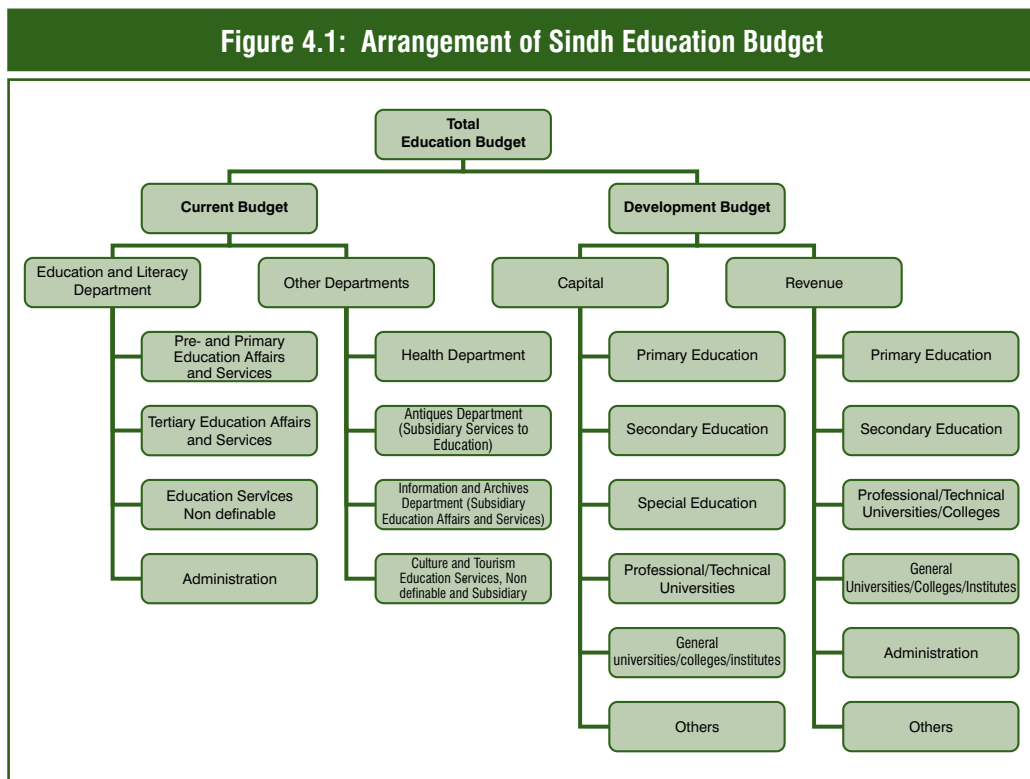 Figure 4.1: Arrangement of Sindh Education Budget
Total
Education Budget
Current Budget
Development Budget
Education and Literacy
Department
Other Departments
Capital
Revenue
Pre- and Primary
Education Affairs
and Services
Tertiary Education Affairs
and Services
Education Services
Non definable
Administration
Health Department
Antiques Department
(Subsidiary Services to
Education)
Information and Archives
Department (Subsidiary
Education Affairs and Services)
Culture and Tourism
Education Services, Non
definable and Subsidiary
Primary Education
Secondary Education
Special Education
Professional/Technical
Universities
General
universities/colleges/institutes
Others
Primary Education
Secondary Education
Professional/Technical
Universities/Colleges
General
Universities/Colleges/Institutes
Administration
Others